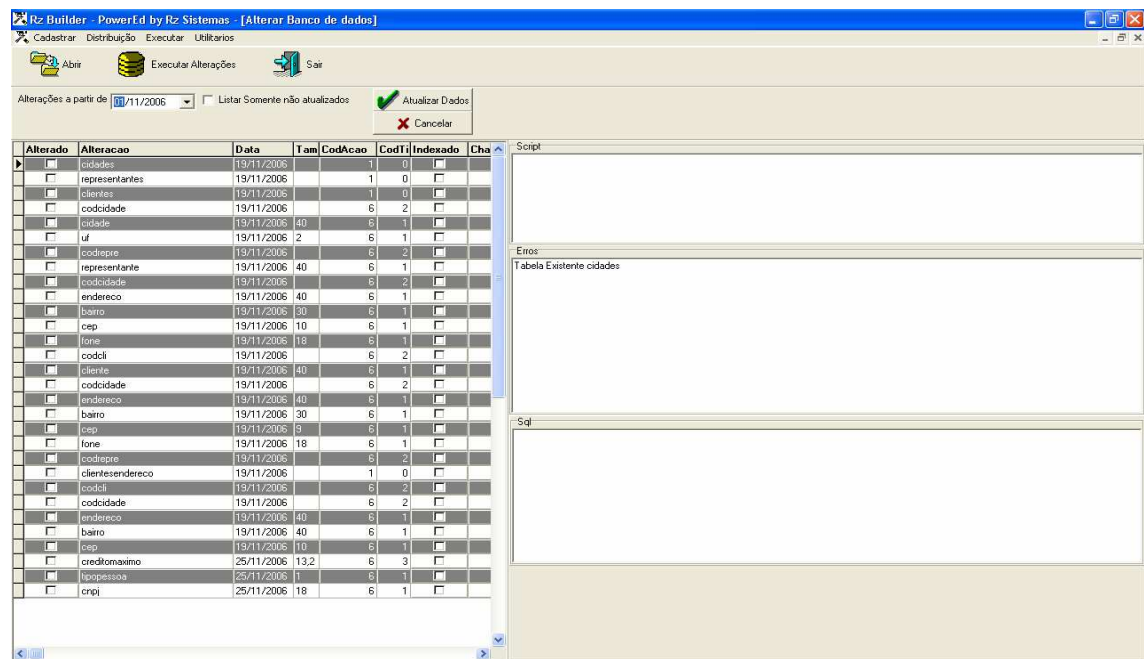 Rz Builder - PowerEd by Rz Sistemas - [Alterar Banco de dados]
Cadastrar Distribuição Executar Utilitarios
Abrir Executar Alterações Sair
Alterações a partir de 01/11/2006 Listar Somente não atualizados Atualizar Dados
Cancelar
Alterado Alteracao Data Tam CodAcao CodTi Indexado Cha
cidades 19/11/2006 1 0
representantes 19/11/2006 1 0
clientes 19/11/2006 1 0
codcidade 19/11/2006 6 2
cidade 19/11/2006 40 6 1
uf 19/11/2006 2 6 1
codrepre 19/11/2006 6 2
representante 19/11/2006 40 6 1
codcidade 19/11/2006 6 2
endereco 19/11/2006 40 6 1
bairro 19/11/2006 30 6 1
cep 19/11/2006 10 6 1
fone 19/11/2006 18 6 1
codcli 19/11/2006 6 2
cliente 19/11/2006 40 6 1
codcidade 19/11/2006 6 2
endereco 19/11/2006 40 6 1
bairro 19/11/2006 30 6 1
cep 19/11/2006 9 6 1
fone 19/11/2006 18 6 1
codrepre 19/11/2006 6 2
clientesendereco 19/11/2006 1 0
codcli 19/11/2006 6 2
codcidade 19/11/2006 6 2
endereco 19/11/2006 40 6 1
bairro 19/11/2006 40 6 1
cep 19/11/2006 10 6 1
creditomaximo 25/11/2006 13,2 6 3
tipopessoa 25/11/2006 1 6 1
cnpj 25/11/2006 18 6 1
Script
Erros
Tabela Existente cidades
Sql